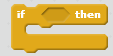 if then